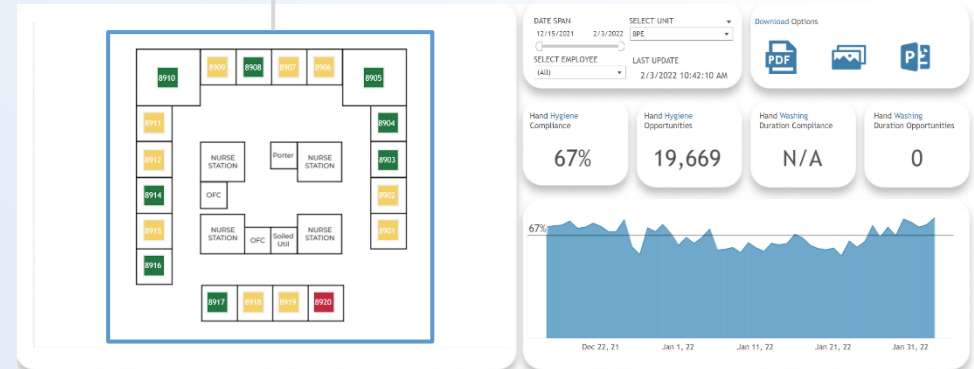 8910
8909
8908
8907
8906
8905
8911
8904
8912
8903
8914
8902
8915
8901
8916
NURSE
STATION
Porter
NURSE
STATION
OFC
NURSE
STATION
OFC
Soiled
Util
NURSE
STATION
8917
8918
8919
8920
DATE SPAN
12/15/2021 2/3/2022
SELECT UNIT
8PE
SELECT EMPLOYEE
(All)
LAST UPDATE
2/3/2022 10:42:10 AM
Download Options
PDF
P
Hand Hygiene
Compliance
67%
Hand Hygiene
Opportunities
19,669
Hand Washing
Duration Compliance
N/A
Hand Washing
Duration Opportunities
0
67%
Dec 22, 21 Jan 1, 22 Jan 11, 22 Jan 21, 22 Jan 31, 22